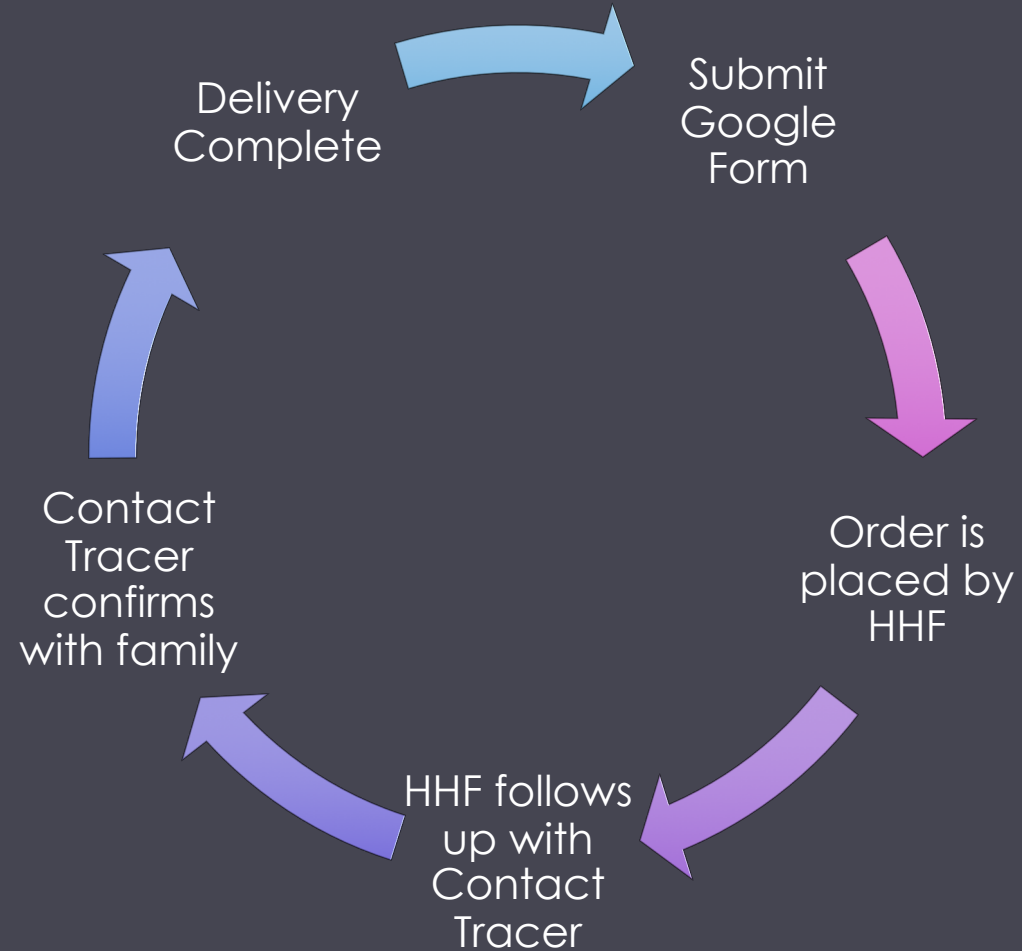 Submit
Google
Form
Order is
placed by
HHF
HHF follows
up with
Contact
Tracer
Contact
Tracer
confirms
with family
Delivery
Complete